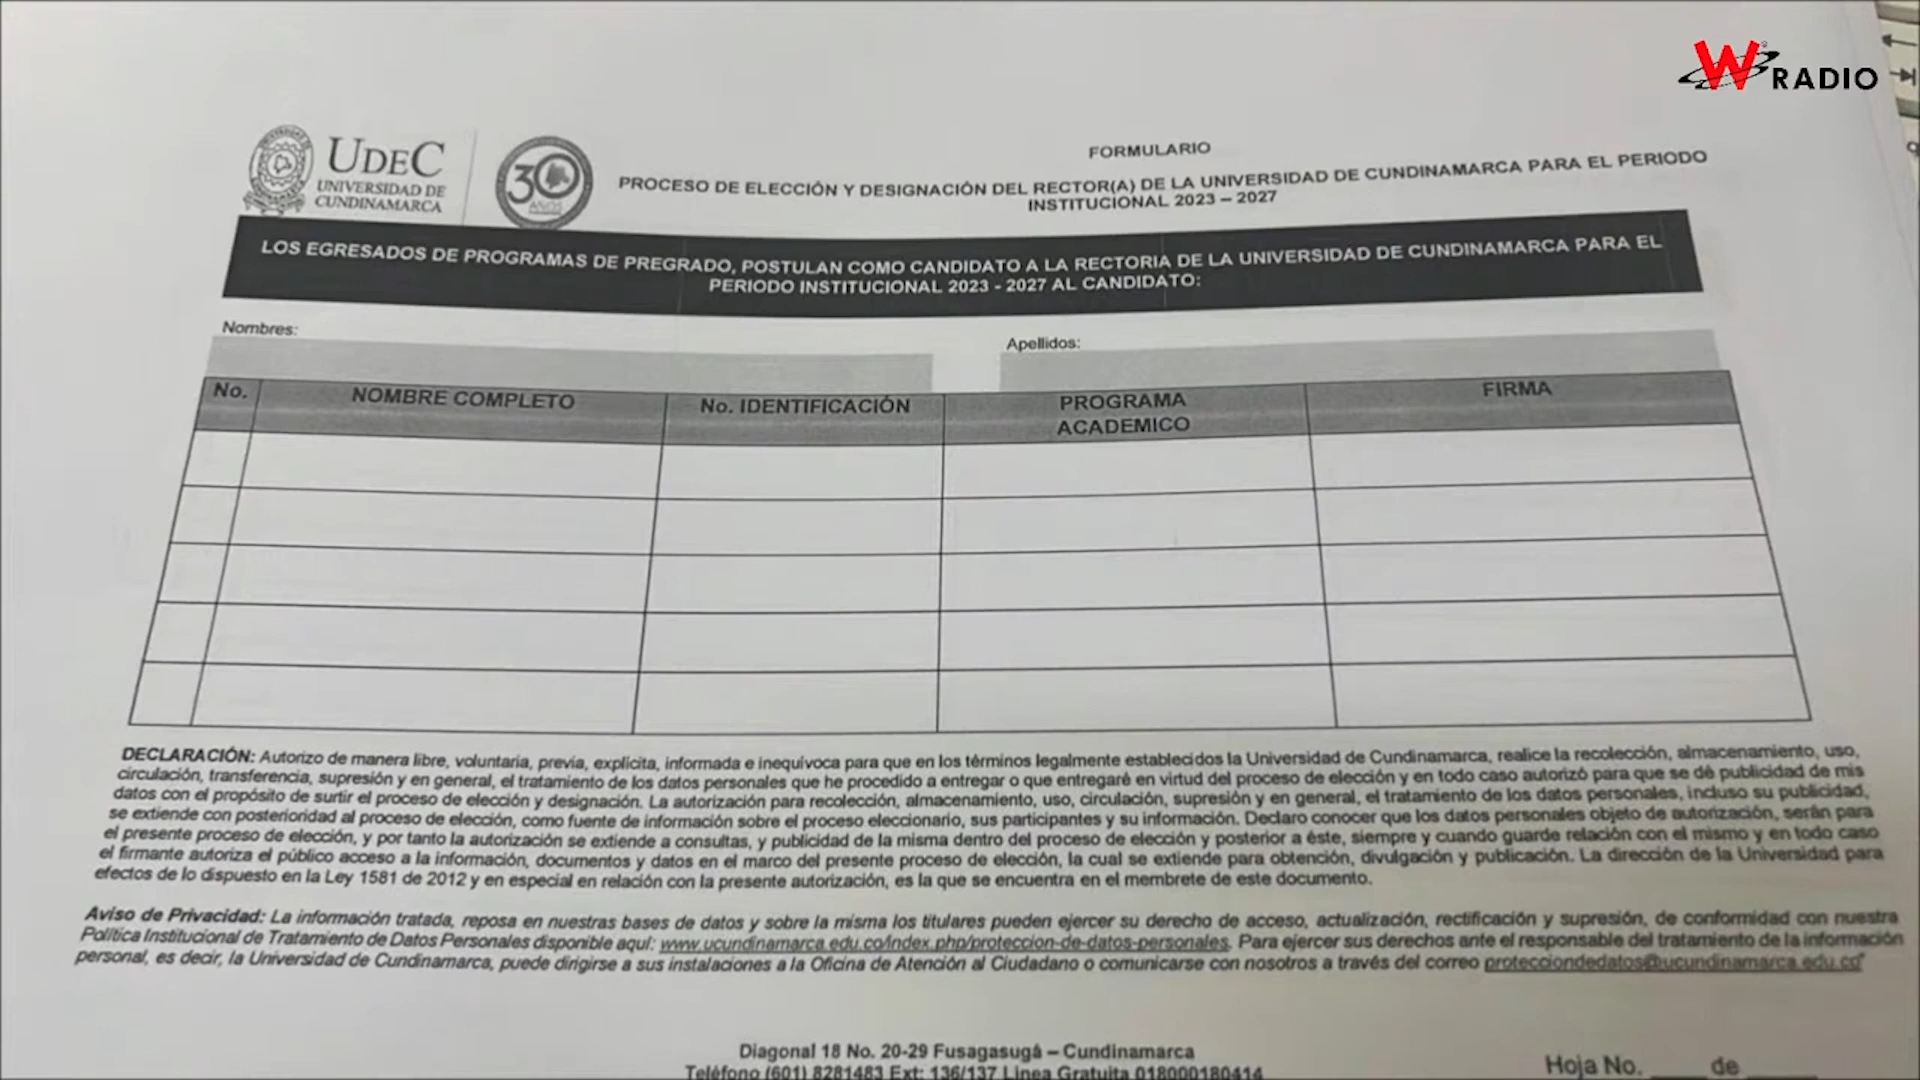 W RADIO
UDEC
UNIVERSIDAD DE
CUNDINAMARCA
30
AÑOS
FORMULARIO
PROCESO DE ELECCIÓN Y DESIGNACIÓN DEL RECTOR(A) DE LA UNIVERSIDAD DE CUNDINAMARCA PARA EL PERIODO
INSTITUCIONAL 2023 – 2027
LOS EGRESADOS DE PROGRAMAS DE PREGRADO, POSTULAN COMO CANDIDATO A LA RECTORIA DE LA UNIVERSIDAD DE CUNDINAMARCA PARA EL
PERIODO INSTITUCIONAL 2023 - 2027 AL CANDIDATO:
Nombres:
Apellidos:
No. NOMBRE COMPLETO No. IDENTIFICACIÓN PROGRAMA ACADEMICO FIRMA
DECLARACIÓN: Autorizo de manera libre, voluntaria, previa, explícita, informada e inequívoca para que en los términos legalmente establecidos la Universidad de Cundinamarca, realice la recolección, almacenamiento, uso,
circulación, transferencia, supresión y en general, el tratamiento de los datos personales que he procedido a entregar o que entregaré en virtud del proceso de elección y en todo caso autorizó para que se dé publicidad de mis
datos con el propósito de surtir el proceso de elección y designación. La autorización para recolección, almacenamiento, uso, circulación, supresión y en general, el tratamiento de los datos personales, incluso su publicidad,
se extiende con posterioridad al proceso de elección, como fuente de información sobre el proceso eleccionario, sus participantes y su información. Declaro conocer que los datos personales objeto de autorización, serán para
el presente proceso de elección, y por tanto la autorización se extiende a consultas, y publicidad de la misma dentro del proceso de elección y posterior a éste, siempre y cuando guarde relación con el mismo y en todo caso
el firmante autoriza el público acceso a la información, documentos y datos en el marco del presente proceso de elección, la cual se extiende para obtención, divulgación y publicación. La dirección de la Universidad para
efectos de lo dispuesto en la Ley 1581 de 2012 y en especial en relación con la presente autorización, es la que se encuentra en el membrete de este documento.
Aviso de Privacidad: La información tratada, reposa en nuestras bases de datos y sobre la misma los titulares pueden ejercer su derecho de acceso, actualización, rectificación y supresión, de conformidad con nuestra
Política Institucional de Tratamiento de Datos Personales disponible aquí: www.ucundinamarca.edu.co/index.php/proteccion-de-datos-personales. Para ejercer sus derechos ante el responsable del tratamiento de la información
personal, es decir, la Universidad de Cundinamarca, puede dirigirse a sus instalaciones a la Oficina de Atención al Ciudadano o comunicarse con nosotros a través del correo protecciondedatos@ucundinamarca.edu.co
Diagonal 18 No. 20-29 Fusagasugá – Cundinamarca
Teléfono (601) 8281483 Ext: 136/137 Línea Gratuita 018000180414
Hoja No. ____ de ____